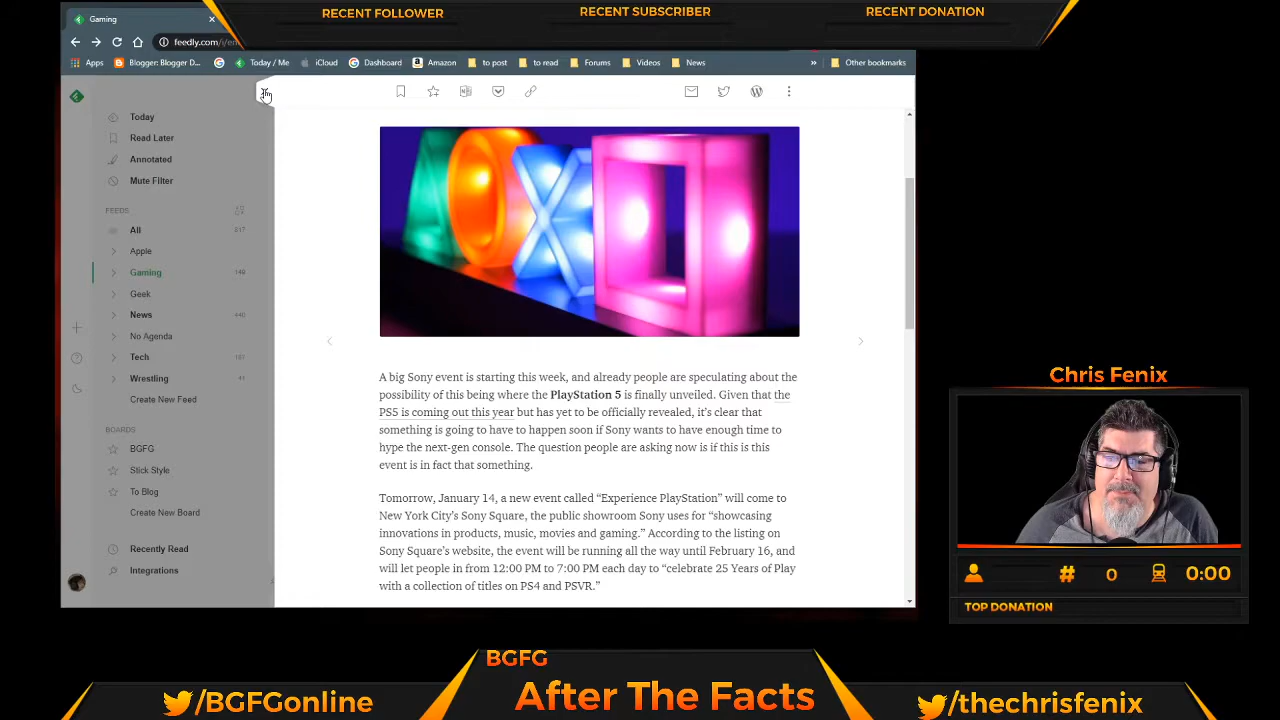 RECENT FOLLOWER
RECENT SUBSCRIBER
RECENT DONATION
Gaming
feedly.com/i/en
Apps
Blogger: Blogger D...
Today / Me
iCloud
Dashboard
Amazon
to post
to read
Forums
Videos
News
»
Other bookmarks
Today
Read Later
Annotated
Mute Filter
FEEDS
All
Apple
Gaming 149
Geek
News 440
No Agenda
Tech
Wrestling 41
Create New Feed
BOARDS
BGFG
Stick Style
To Blog
Create New Board
Recently Read
Integrations
A big Sony event is starting this week, and already people are speculating about the
possibility of this being where the PlayStation 5 is finally unveiled. Given that the
PS5 is coming out this year but has yet to be officially revealed, it's clear that
something is going to have to happen soon if Sony wants to have enough time to
hype the next-gen console. The question people are asking now is if this is this
event is in fact that something.
Tomorrow, January 14, a new event called “Experience PlayStation” will come to
New York City's Sony Square, the public showroom Sony uses for “showcasing
innovations in products, music, movies and gaming.” According to the listing on
Sony Square's website, the event will be running all the way until February 16, and
will let people in from 12:00 PM to 7:00 PM each day to “celebrate 25 Years of Play
with a collection of titles on PS4 and PSVR.”
Chris Fenix
# 0
0:00
TOP DONATION
BGFG
After The Facts
/BGFGonline
/thechrisfenix